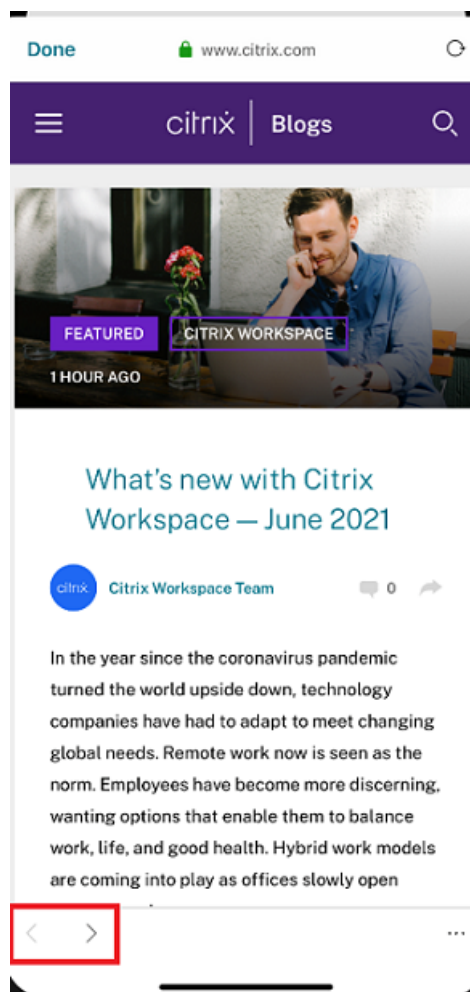 Done www.citrix.com
citrix Blogs
FEATURED CITRIX WORKSPACE
1 HOUR AGO
What's new with Citrix
Workspace — June 2021
citrix Citrix Workspace Team 0
In the year since the coronavirus pandemic
turned the world upside down, technology
companies have had to adapt to meet changing
global needs. Remote work now is seen as the
norm. Employees have become more discerning,
wanting options that enable them to balance
work, life, and good health. Hybrid work models
are coming into play as offices slowly open